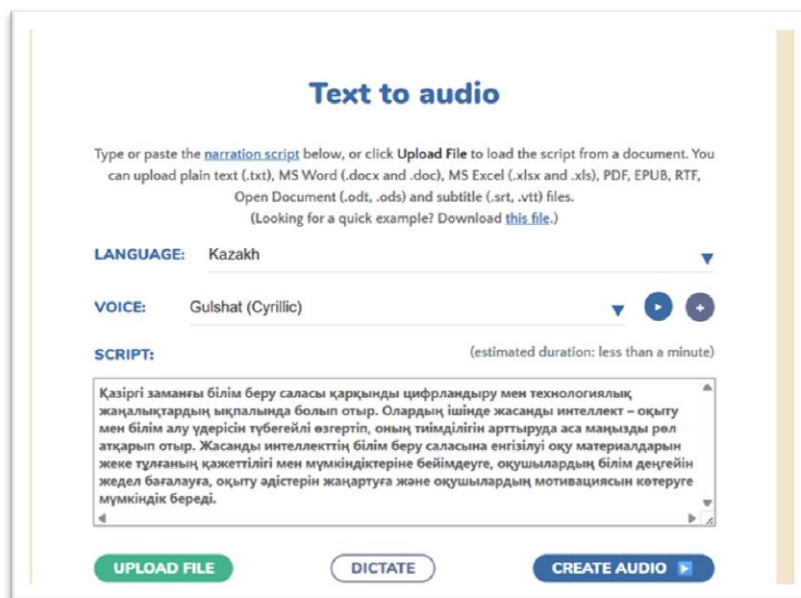 Text to audio
Type or paste the narration script below, or click Upload File to load the script from a document. You
can upload plain text (.txt), MS Word (.docx and .doc), MS Excel (.xlsx and .xls), PDF, EPUB, RTF,
Open Document (.odt, .ods) and subtitle (.srt, .vtt) files.
(Looking for a quick example? Download this file.)
LANGUAGE: Kazakh
VOICE: Gulshat (Cyrillic)
SCRIPT: (estimated duration: less than a minute)
Қазіргі заманғы білім беру саласы қарқынды цифрландыру мен технологиялық
жаңалықтардың ықпалында болып отыр. Олардың ішінде жасанды интеллект – оқыту
мен білім алу үдерісін түбегейлі өзгертіп, оның тиімділігін арттыруда аса маңызды рөл
атқарып отыр. Жасанды интеллекттің білім беру саласына енгізілуі оқу материалдарын
жеке тұлғаның қажеттілігі мен мүмкіндіктеріне бейімдеуге, оқушылардың білім деңгейін
жедел бағалауға, оқыту әдістерін жаңартуға және оқушылардың мотивациясын көтеруге
мүмкіндік береді.
UPLOAD FILE DICTATE CREATE AUDIO